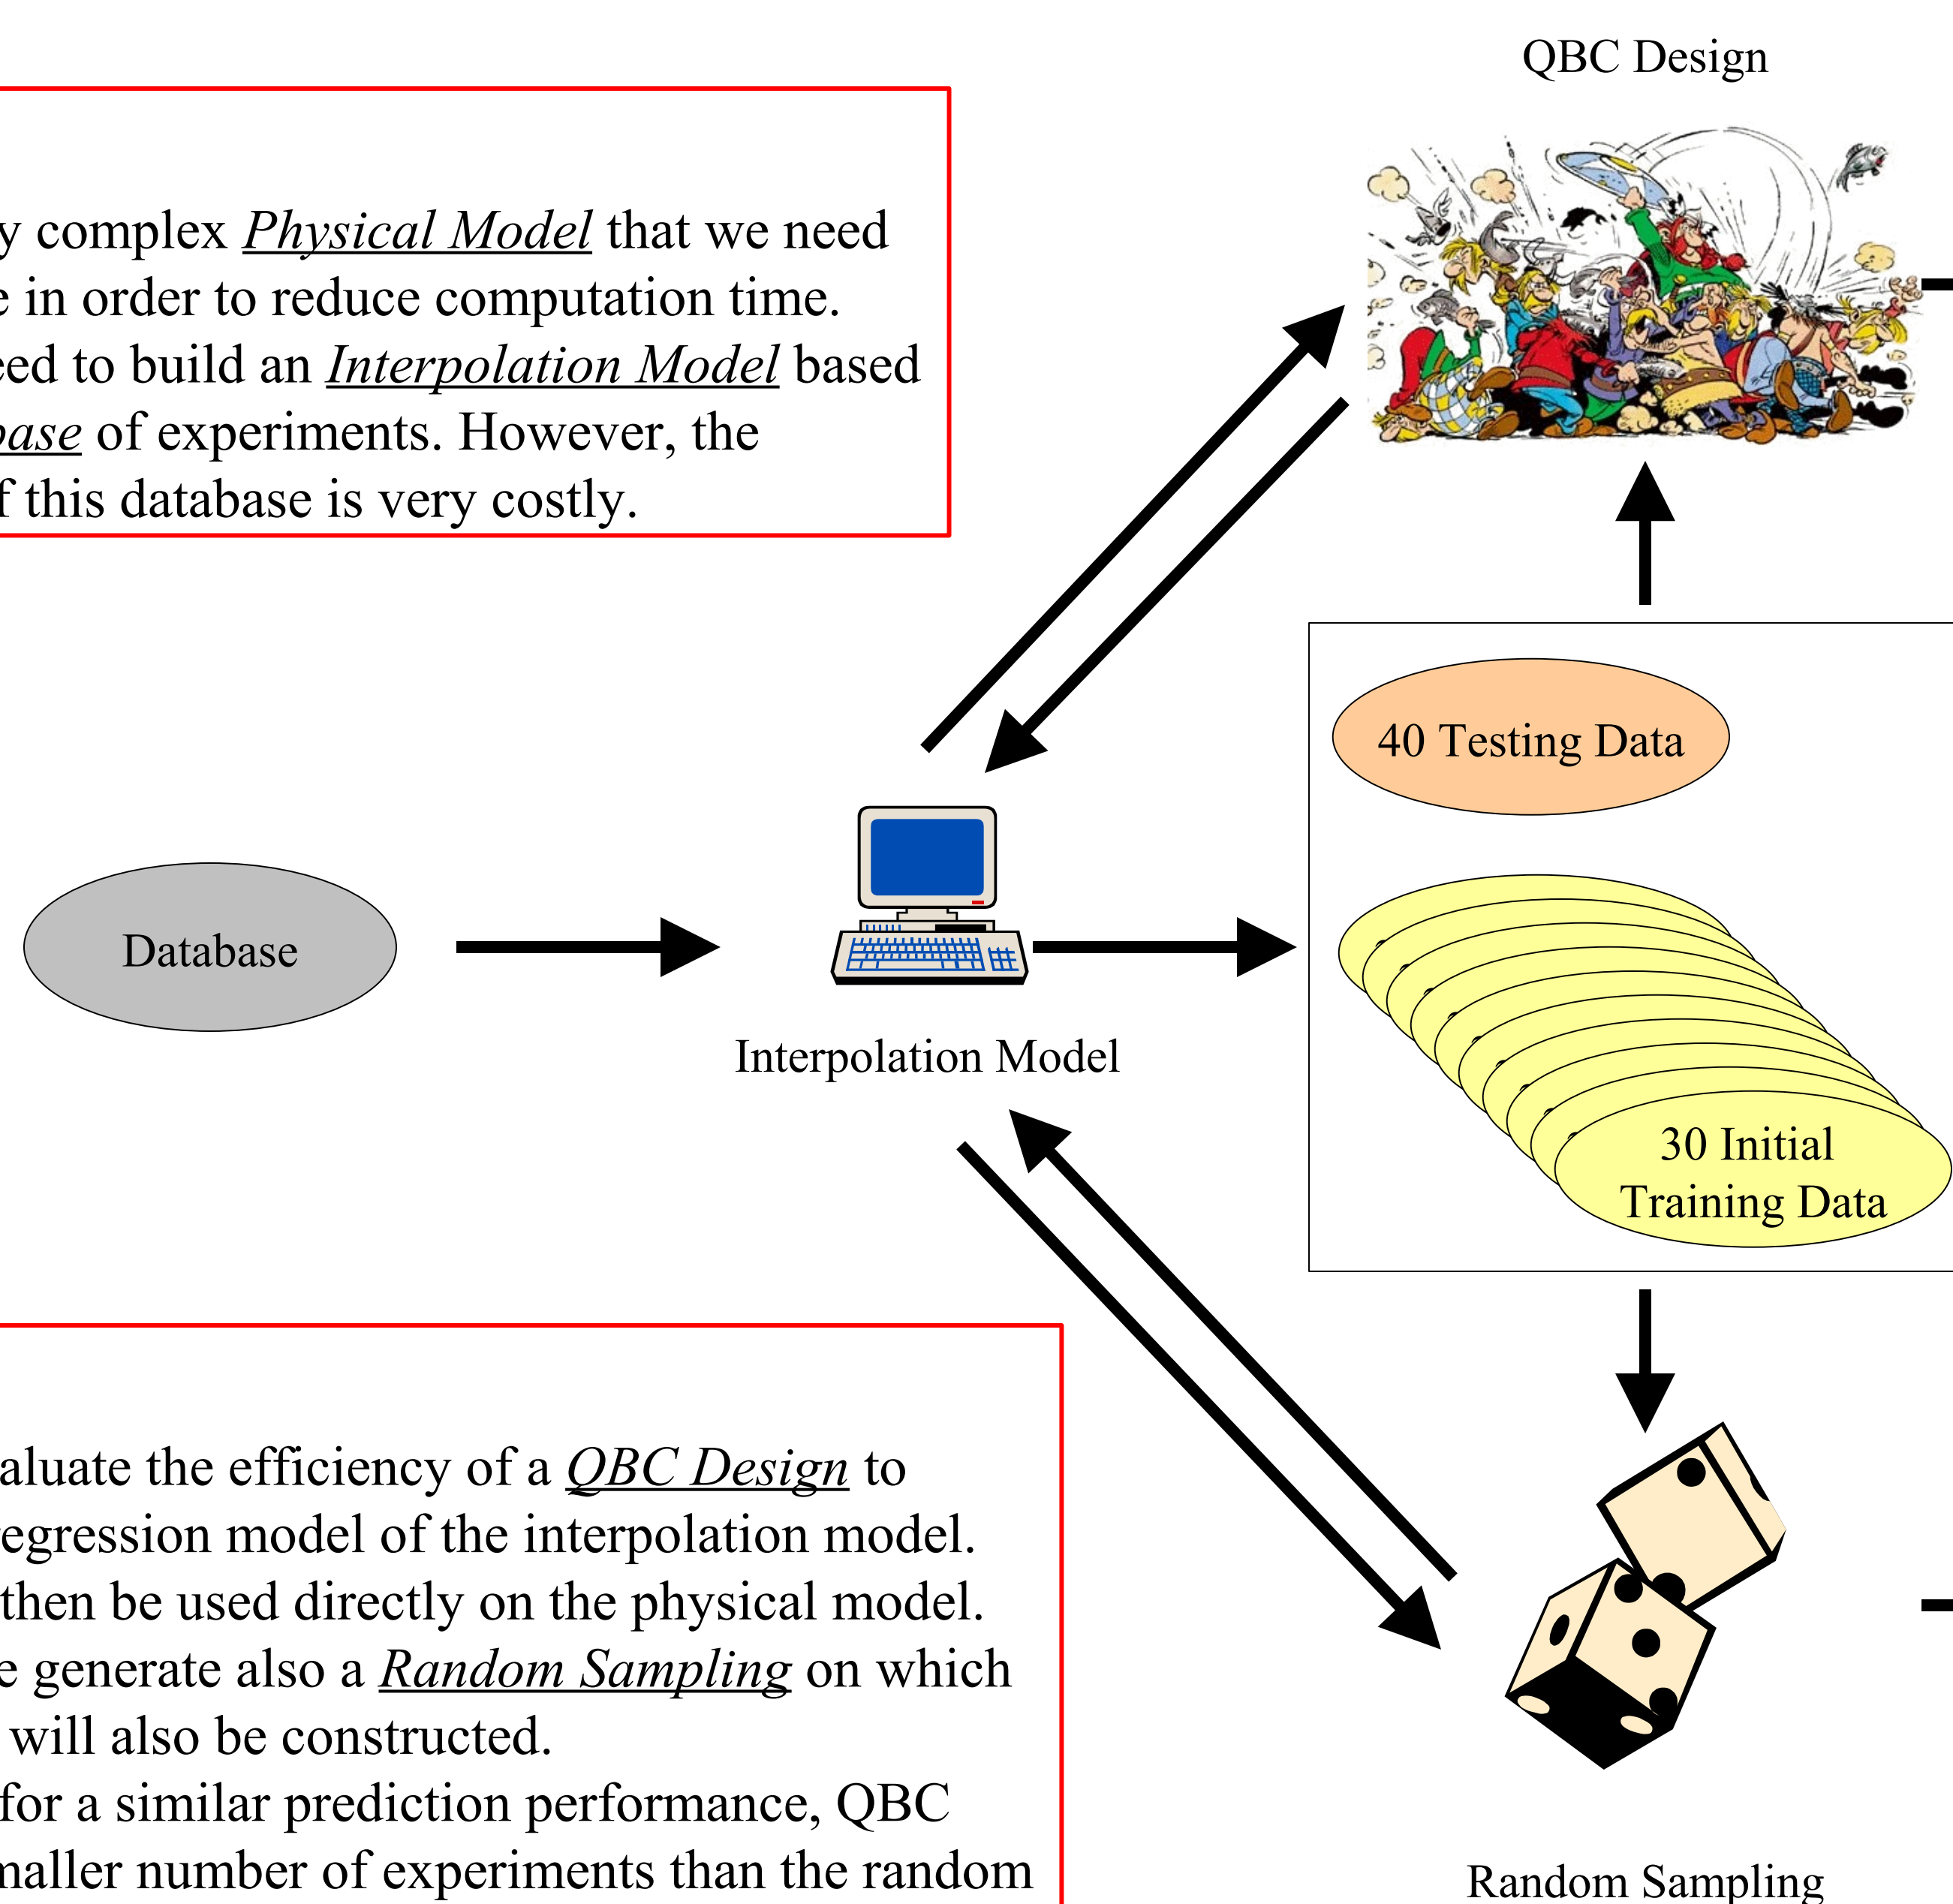 QBC Design
y complex Physical Model that we need
e in order to reduce computation time.
eed to build an Interpolation Model based
base of experiments. However, the
f this database is very costly.
40 Testing Data
Database
Interpolation Model
30 Initial
Training Data
aluate the efficiency of a QBC Design to
egression model of the interpolation model.
then be used directly on the physical model.
e generate also a Random Sampling on which
will also be constructed.
for a similar prediction performance, QBC
maller number of experiments than the random
Random Sampling